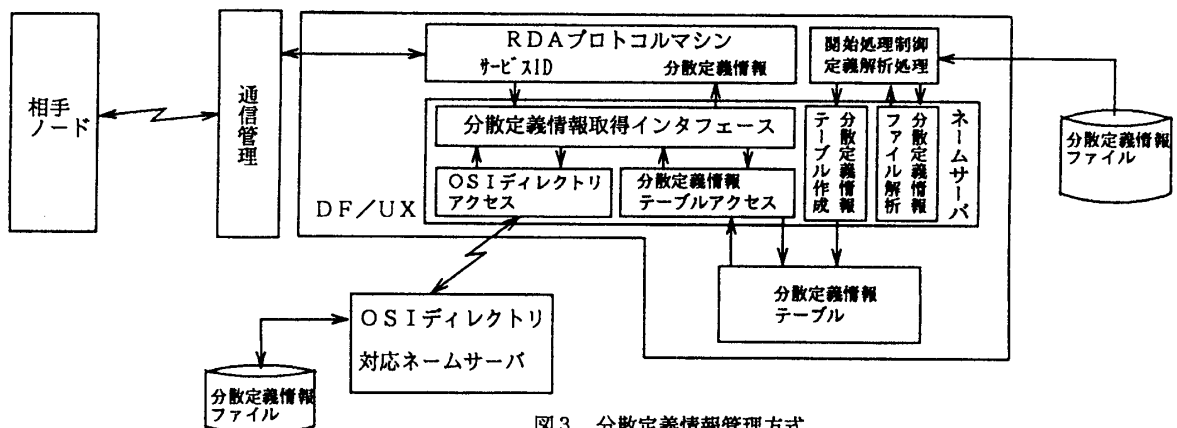 相手
ノード
通信管理
RDAプロトコルマシン
サービスID 分散定義情報
開始処理制御
定義解析処理
分散定義情報取得インタフェース
OSIディレクトリ
アクセス
分散定義情報
テーブルアクセス
分散定義情報
テーブル作成
分散定義情報
ファイル解析
ネームサーバ
DF/UX
分散定義情報
ファイル
分散定義情報
テーブル
OSIディレクトリ
対応ネームサーバ
分散定義情報
ファイル
図3 分散定義情報管理方式